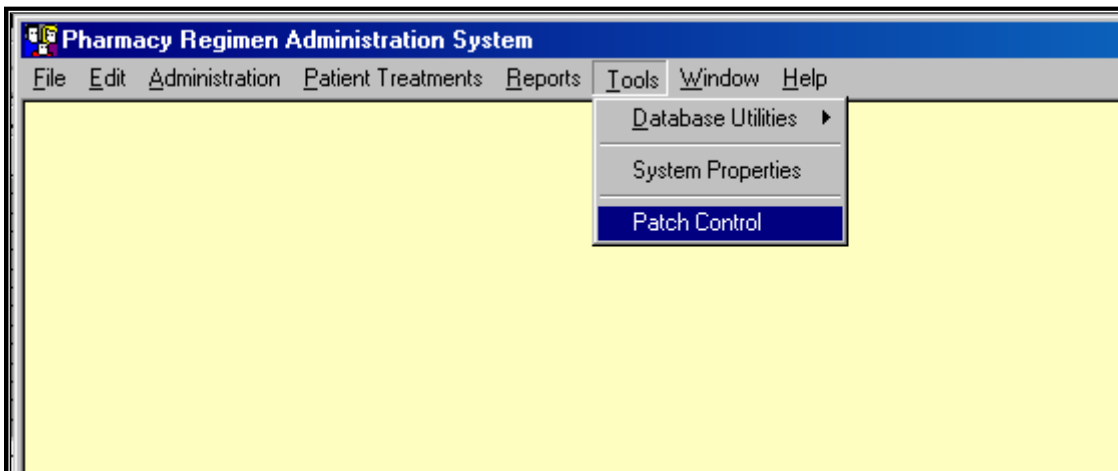 Pharmacy Regimen Administration System
File Edit Administration Patient Treatments Reports Tools Window Help
Database Utilities
System Properties
Patch Control